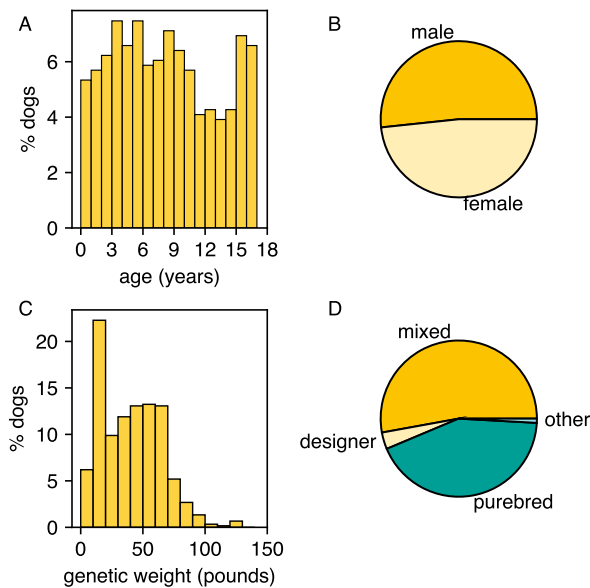 A
% dogs
6
4
2
0
0 3 6 9 12 15 18
age (years)
B
male
female
C
% dogs
20
15
10
5
0
0 50 100 150
genetic weight (pounds)
D
mixed
other
designer
purebred